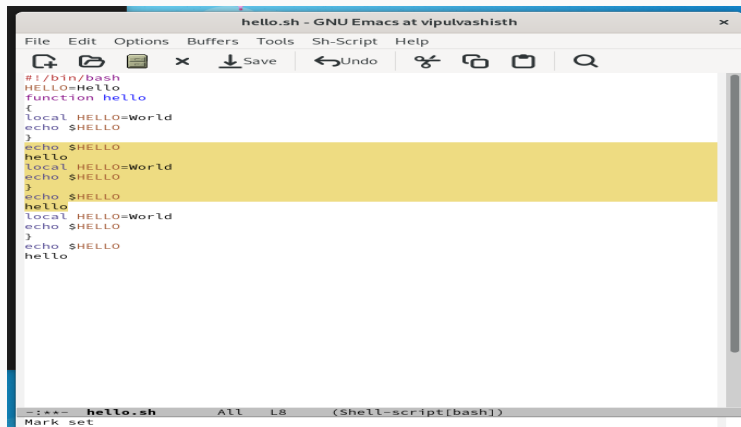 hello.sh - GNU Emacs at vipulvashisth ×
File Edit Options Buffers Tools Sh-Script Help
Save Undo
#!/bin/bash
HELLO=Hello
function hello
{
local HELLO=World
echo $HELLO
}
echo $HELLO
hello
local HELLO=World
echo $HELLO
}
echo $HELLO
hello
local HELLO=World
echo $HELLO
}
echo $HELLO
hello
-:**- hello.sh All L8 (Shell-script[bash])
Mark set